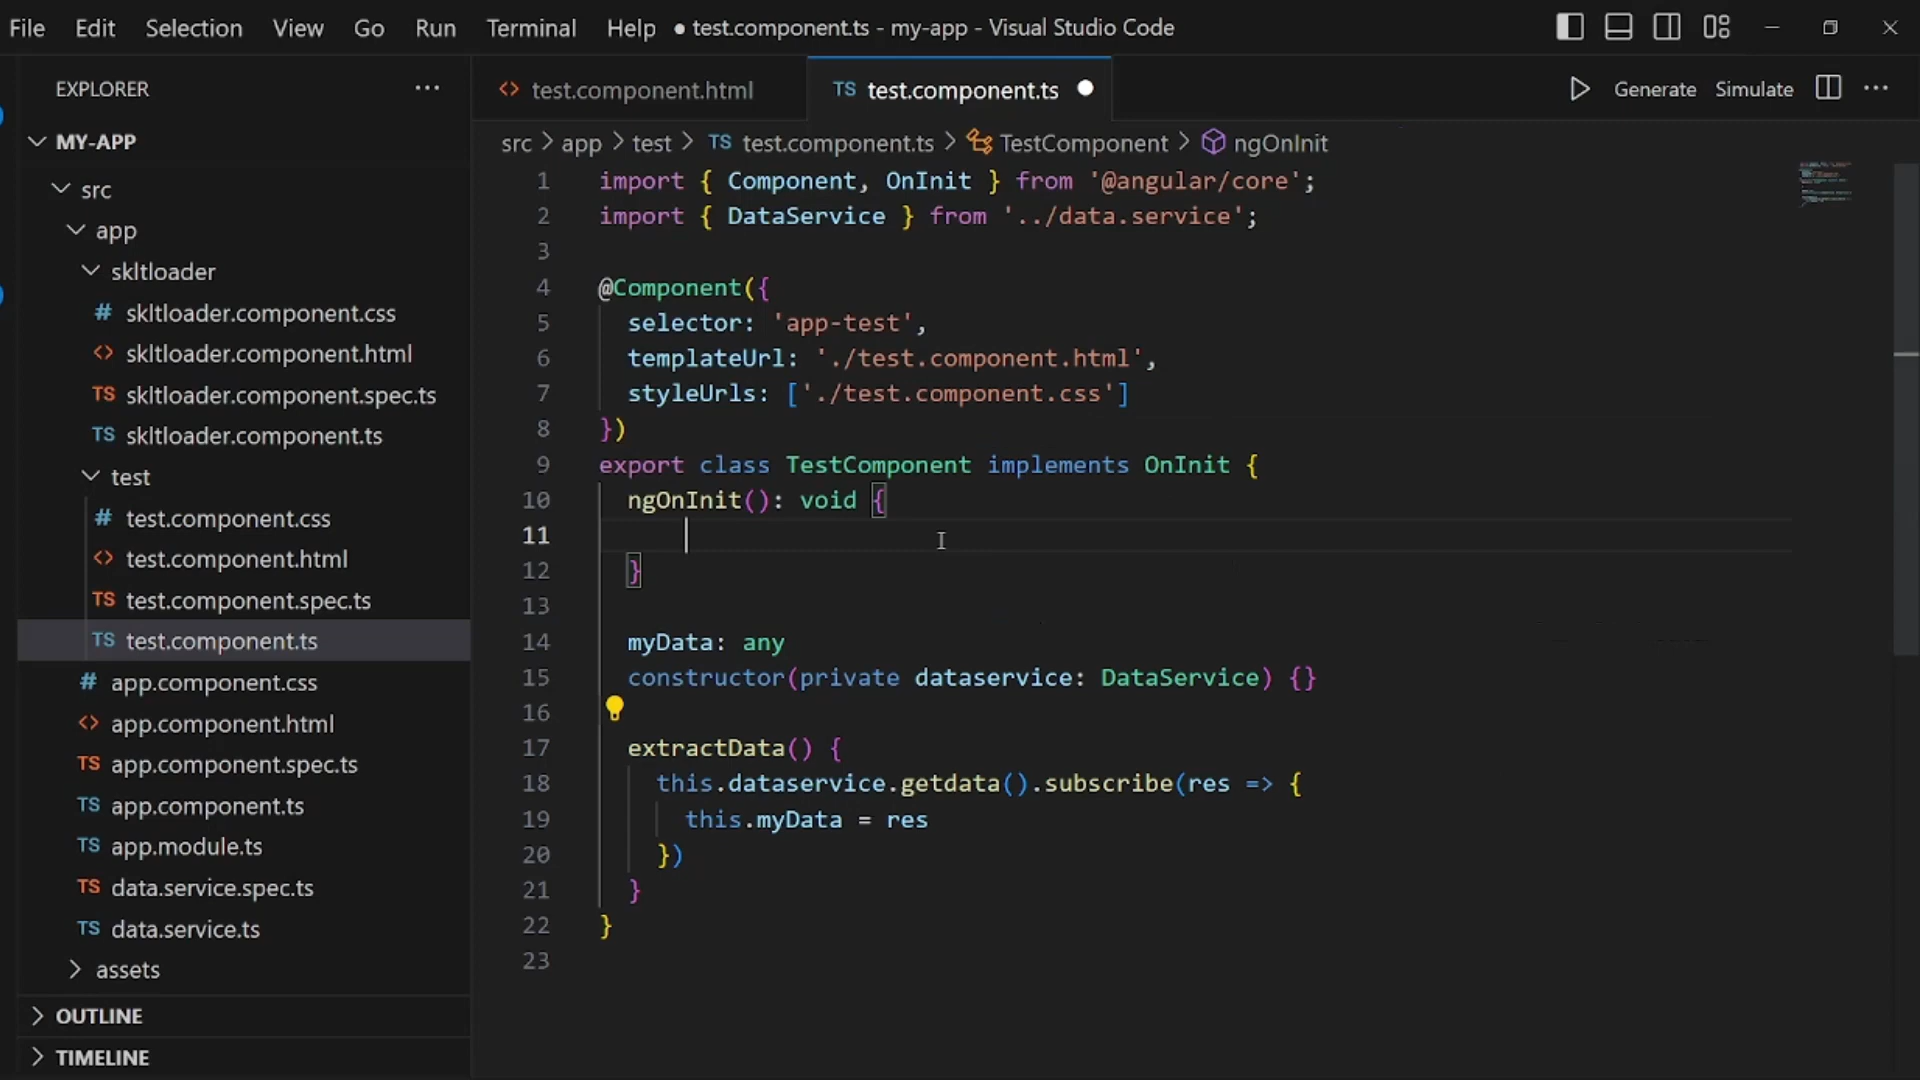 File Edit Selection View Go Run Terminal Help ● test.component.ts - my-app - Visual Studio Code
EXPLORER ···
MY-APP
src
app
skltloader
# skltloader.component.css
<> skltloader.component.html
TS skltloader.component.spec.ts
TS skltloader.component.ts
test
# test.component.css
<> test.component.html
TS test.component.spec.ts
TS test.component.ts
# app.component.css
<> app.component.html
TS app.component.spec.ts
TS app.component.ts
TS app.module.ts
TS data.service.spec.ts
TS data.service.ts
assets
OUTLINE
TIMELINE
<> test.component.html TS test.component.ts ● Generate Simulate ···
src > app > test > TS test.component.ts > TestComponent > ngOnInit
1 import { Component, OnInit } from '@angular/core';
2 import { DataService } from '../data.service';
3
4 @Component({
5   selector: 'app-test',
6   templateUrl: './test.component.html',
7   styleUrls: ['./test.component.css']
8 })
9 export class TestComponent implements OnInit {
10   ngOnInit(): void {
11
12   }
13
14   myData: any
15   constructor(private dataservice: DataService) {}
16
17   extractData() {
18     this.dataservice.getdata().subscribe(res => {
19       this.myData = res
20     })
21   }
22 }
23